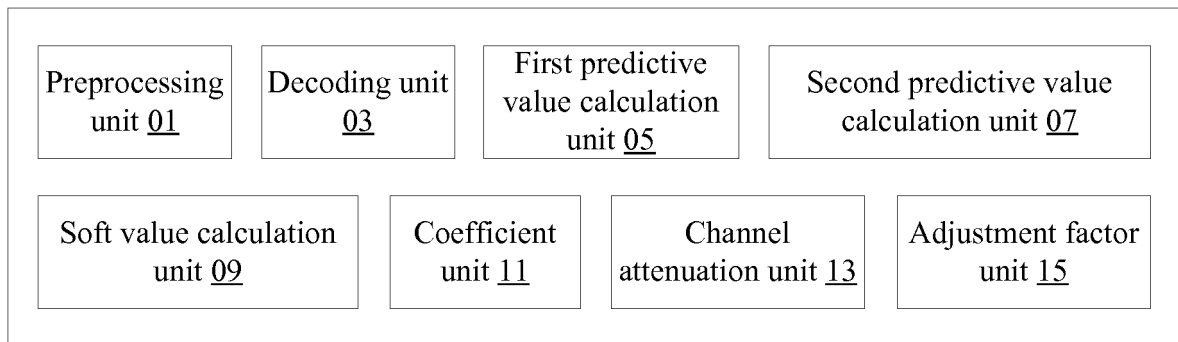 Preprocessing
unit 01
Decoding unit
03
First predictive
value calculation
unit 05
Second predictive value
calculation unit 07
Soft value calculation
unit 09
Coefficient
unit 11
Channel
attenuation unit 13
Adjustment factor
unit 15